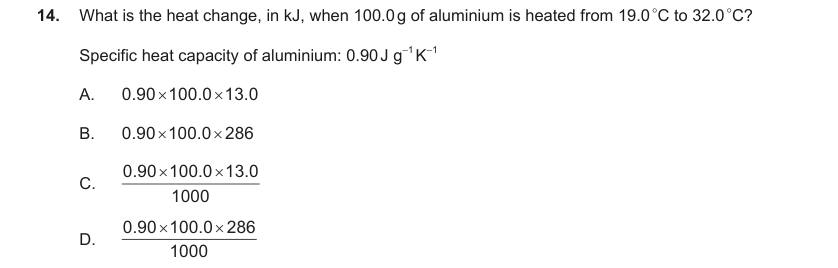 14. What is the heat change, in kJ, when 100.0 g of aluminium is heated from 19.0 °C to 32.0 °C?
Specific heat capacity of aluminium: 0.90 J g⁻¹ K⁻¹
A. 0.90 × 100.0 × 13.0
B. 0.90 × 100.0 × 286
C. 0.90 × 100.0 × 13.0
1000
D. 0.90 × 100.0 × 286
1000